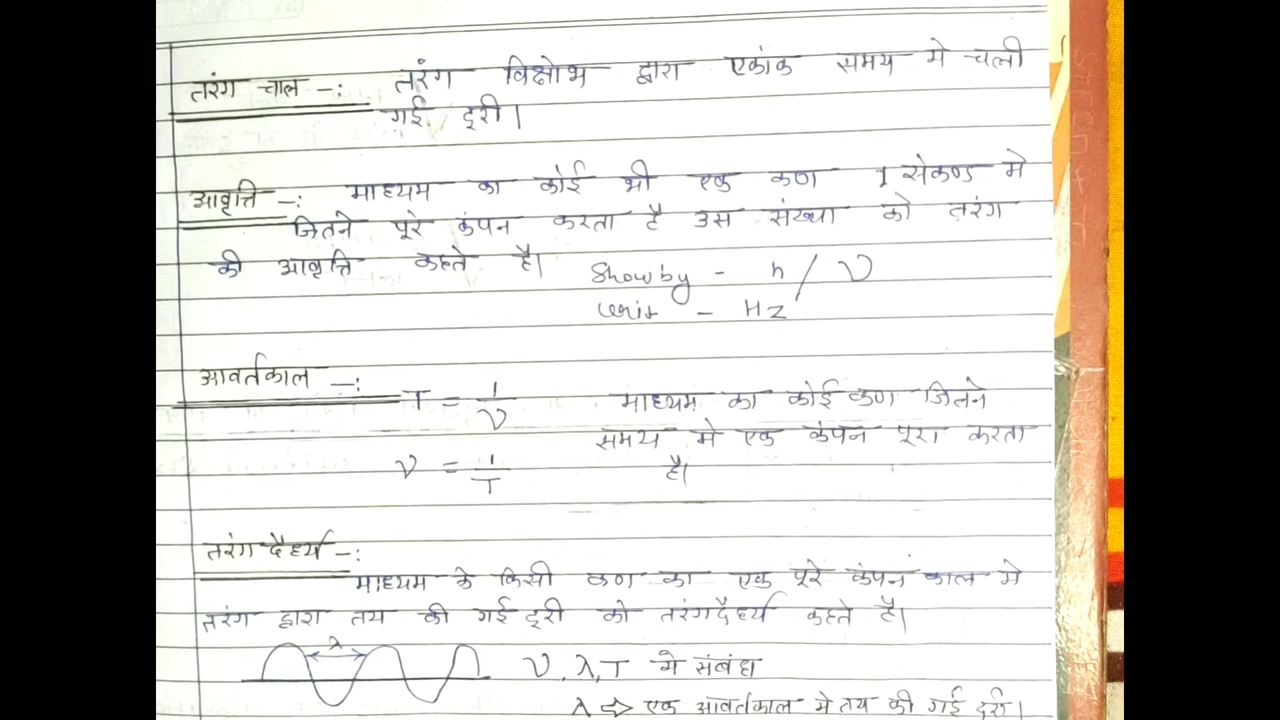 तरंग चाल -: तरंग विक्षोभ द्वारा एकांक समय मे चली
गई दूरी।
आवृत्ति -: माध्यम का कोई भी एक कण 1 सेकण्ड मे
जितने पूरे कंपन करता है उस संख्या को तरंग
की आवृत्ति कहते है।
Show by - n / ν
Unit - Hz
आवर्तकाल -: T = 1/ν माध्यम का कोई कण जितने
समय मे एक कंपन पूरा करता
ν = 1/T है।
तरंगदैर्ध्य -:
माध्यम के किसी कण का एक पूरे कंपन काल मे
तरंग द्वारा तय की गई दूरी को तरंगदैर्ध्य कहते है।
λ
ν, λ, T मे संबंध
λ ⇒ एक आवर्तकाल मे तय की गई दूरी।